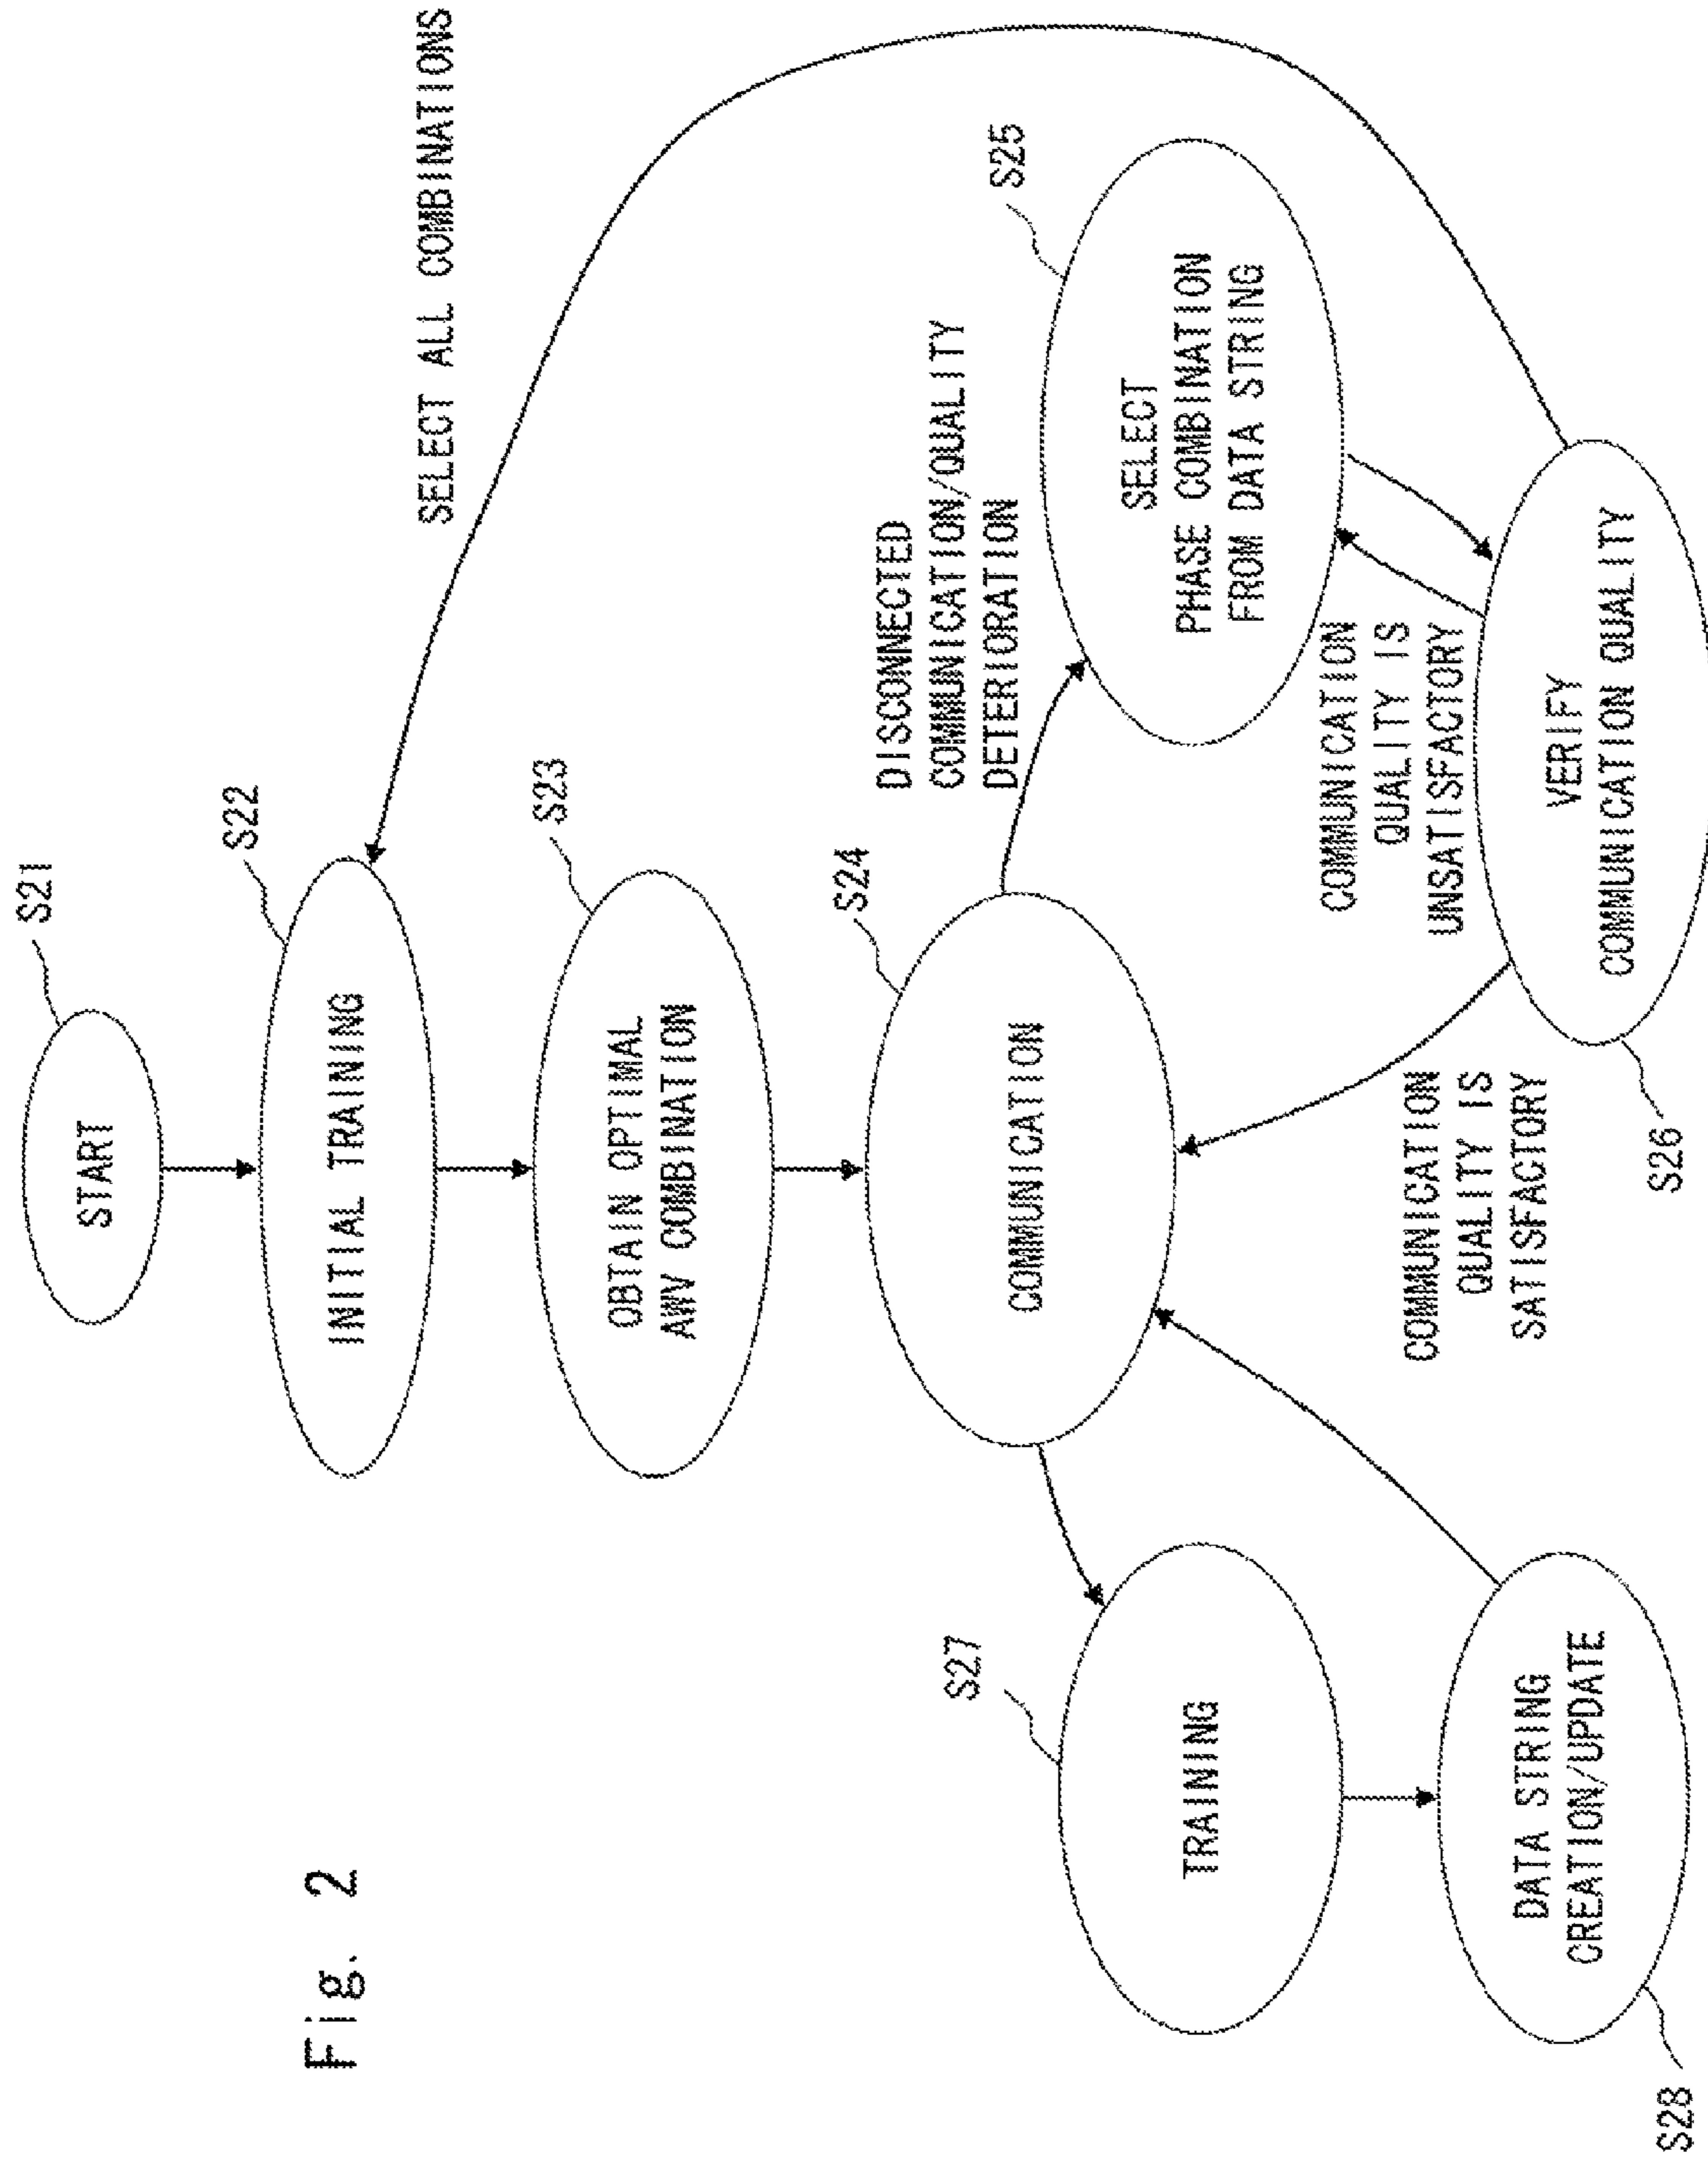 Fig. 2
START
S21
INITIAL TRAINING
S22
SELECT ALL COMBINATIONS
OBTAIN OPTIMAL
AWV COMBINATION
S23
COMMUNICATION
S24
DISCONNECTED
COMMUNICATION/QUALITY
DETERIORATION
SELECT
PHASE COMBINATION
FROM DATA STRING
S25
COMMUNICATION
QUALITY IS
UNSATISFACTORY
VERIFY
COMMUNICATION QUALITY
S26
COMMUNICATION
QUALITY IS
SATISFACTORY
TRAINING
S27
DATA STRING
CREATION/UPDATE
S28